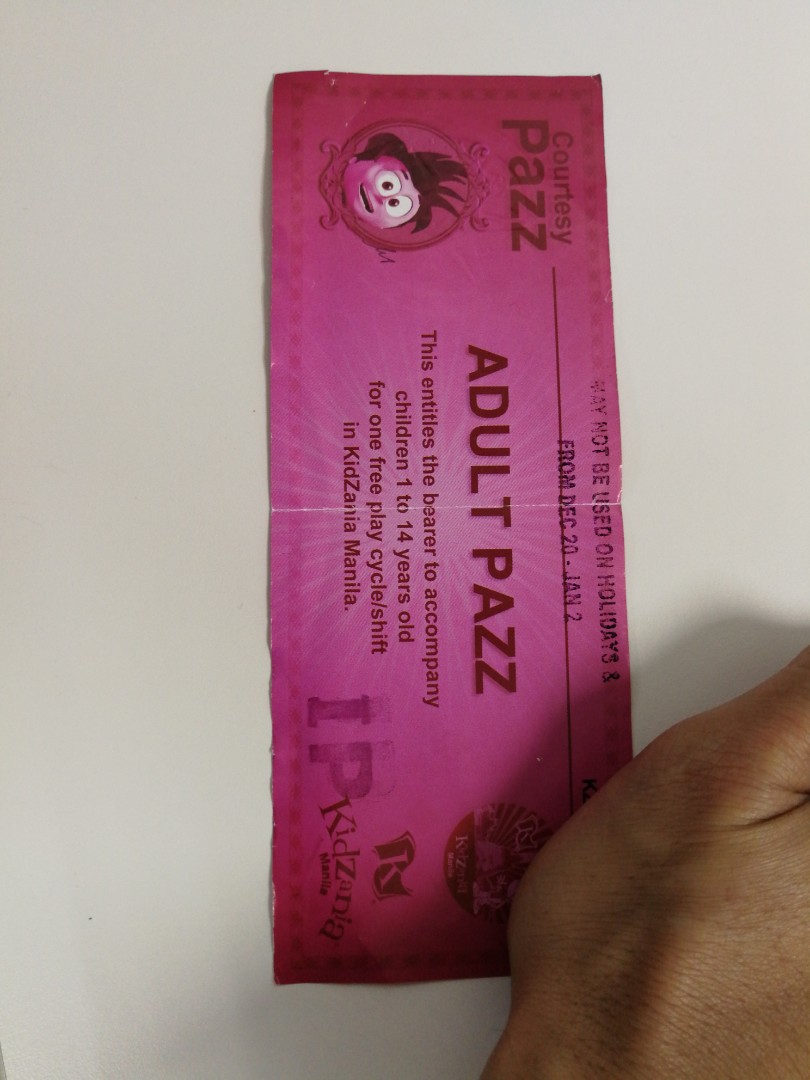 MAY NOT BE USED ON HOLIDAYS &
FROM DEC 20 - JAN 2
Courtesy
Pazz
ADULT PAZZ
This entitles the bearer to accompany
children 1 to 14 years old
for one free play cycle/shift
in KidZania Manila.
KidZania
Manila
IP
K
KidZania
Manila